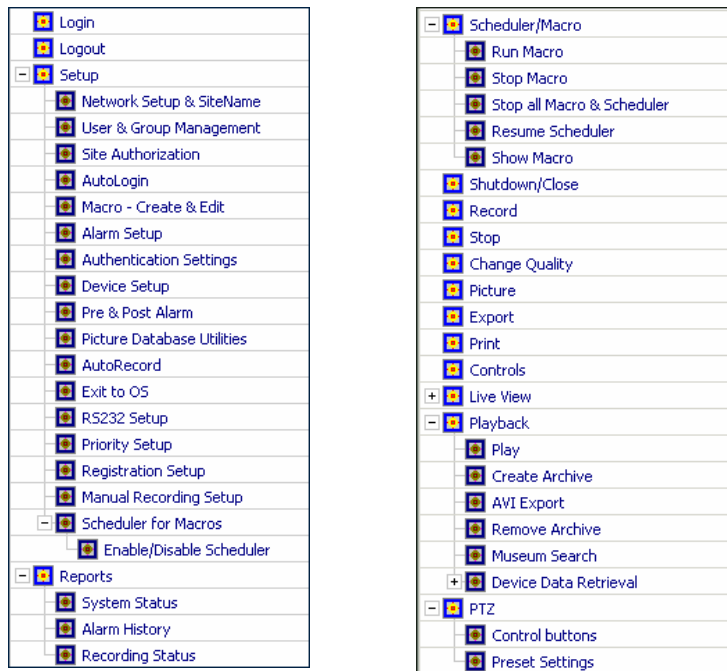 Login
Logout
Setup
Network Setup & SiteName
User & Group Management
Site Authorization
AutoLogin
Macro - Create & Edit
Alarm Setup
Authentication Settings
Device Setup
Pre & Post Alarm
Picture Database Utilities
AutoRecord
Exit to OS
RS232 Setup
Priority Setup
Registration Setup
Manual Recording Setup
Scheduler for Macros
Enable/Disable Scheduler
Reports
System Status
Alarm History
Recording Status
Scheduler/Macro
Run Macro
Stop Macro
Stop all Macro & Scheduler
Resume Scheduler
Show Macro
Shutdown/Close
Record
Stop
Change Quality
Picture
Export
Print
Controls
Live View
Playback
Play
Create Archive
AVI Export
Remove Archive
Museum Search
Device Data Retrieval
PTZ
Control buttons
Preset Settings